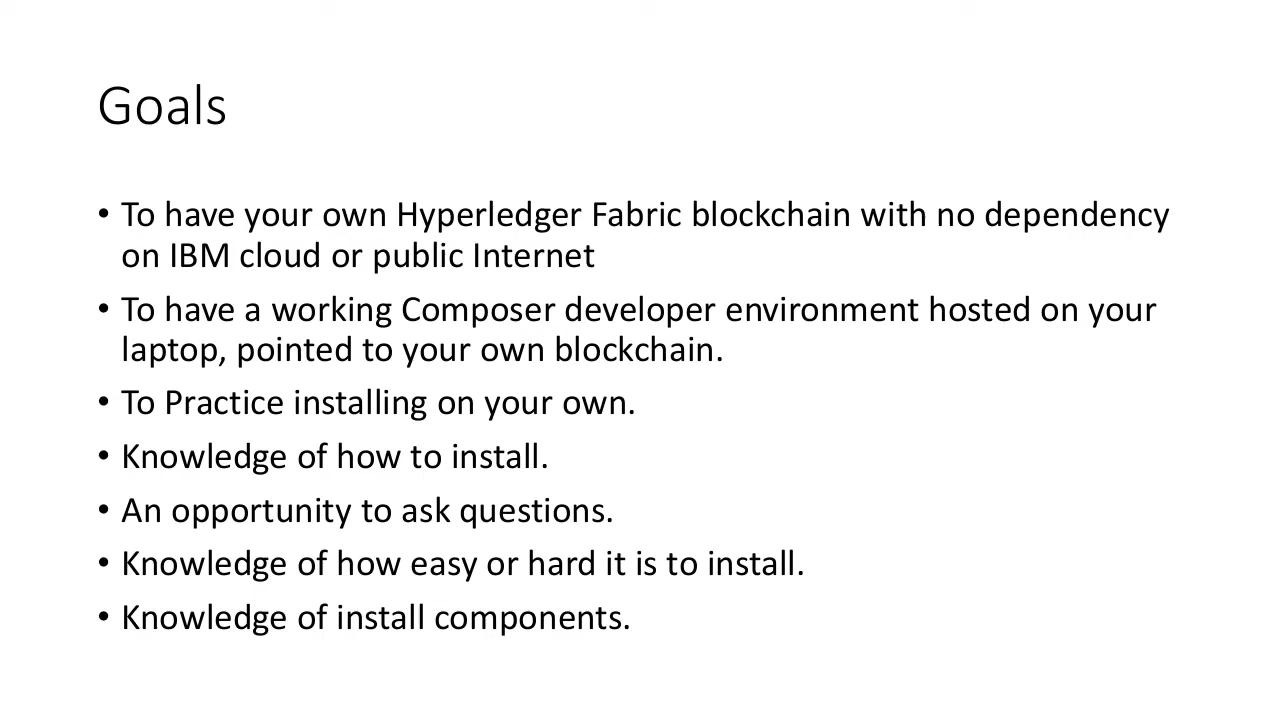 Goals
• To have your own Hyperledger Fabric blockchain with no dependency
on IBM cloud or public Internet
• To have a working Composer developer environment hosted on your
laptop, pointed to your own blockchain.
• To Practice installing on your own.
• Knowledge of how to install.
• An opportunity to ask questions.
• Knowledge of how easy or hard it is to install.
• Knowledge of install components.